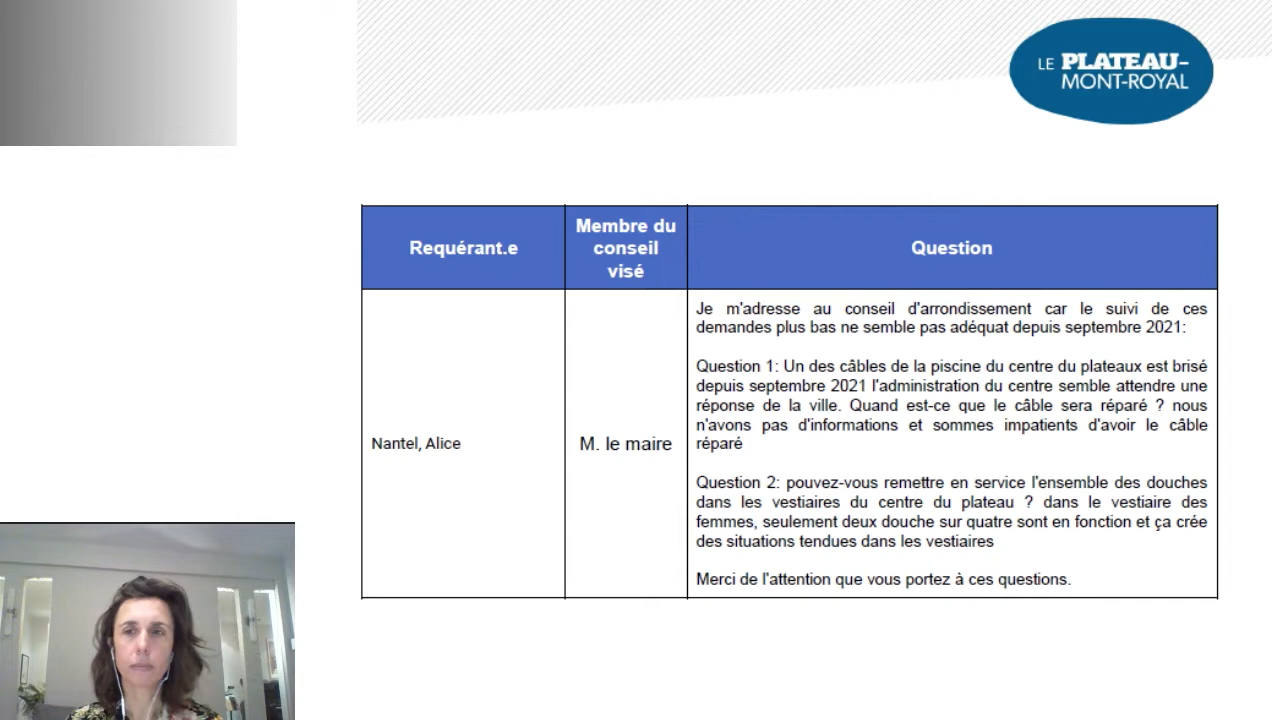 LE PLATEAU-
MONT-ROYAL
Requérant.e
Membre du
conseil
visé
Question
Nantel, Alice
M. le maire
Je m'adresse au conseil d'arrondissement car le suivi de ces
demandes plus bas ne semble pas adéquat depuis septembre 2021:
Question 1: Un des câbles de la piscine du centre du plateaux est brisé
depuis septembre 2021 l'administration du centre semble attendre une
réponse de la ville. Quand est-ce que le câble sera réparé ? nous
n'avons pas d'informations et sommes impatients d'avoir le câble
réparé
Question 2: pouvez-vous remettre en service l'ensemble des douches
dans les vestiaires du centre du plateau ? dans le vestiaire des
femmes, seulement deux douche sur quatre sont en fonction et ça crée
des situations tendues dans les vestiaires
Merci de l'attention que vous portez à ces questions.